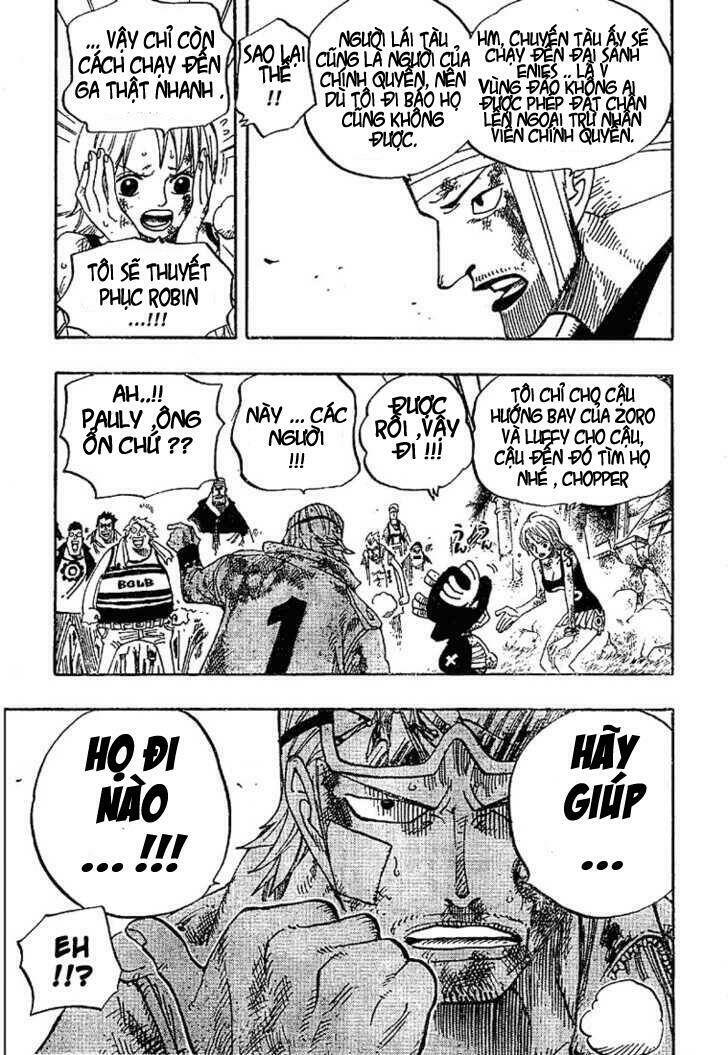 HM, CHUYẾN TÀU ẤY SẼ
CHẠY ĐẾN ĐẠI SẢNH
ENIES .. LÀ V
VÙNG ĐẢO KHÔNG AI
ĐƯỢC PHÉP ĐẶT CHÂN
LÊN NGOẠI TRỪ NHÂN
VIÊN CHÍNH QUYỀN.
NGƯỜI LÁI TÀU
CŨNG LÀ NGƯỜI CỦA
CHÍNH QUYỀN, NÊN
DÙ TÔI ĐI BẢO HỌ
CŨNG KHÔNG
ĐƯỢC.
SAO LẠI
THẾ
!!
... VẬY CHỈ CÒN
CÁCH CHẠY ĐẾN
GA THẬT NHANH .
TÔI SẼ THUYẾT
PHỤC ROBIN
...!!!
TÔI CHỈ CHO CẬU
HƯỚNG BAY CỦA ZORO
VÀ LUFFY CHO CẬU,
CẬU ĐẾN ĐÓ TÌM HỌ
NHÉ , CHOPPER
ĐƯỢC
RỒI ,VẬY
ĐI !!!
NÀY ... CÁC
NGƯỜI
!!!
AH..!!
PAULY ,ÔNG
ỔN CHỨ ??
BGLB
1
HÃY
GIÚP
...
HỌ ĐI
NÀO
... !!!
EH
!!?